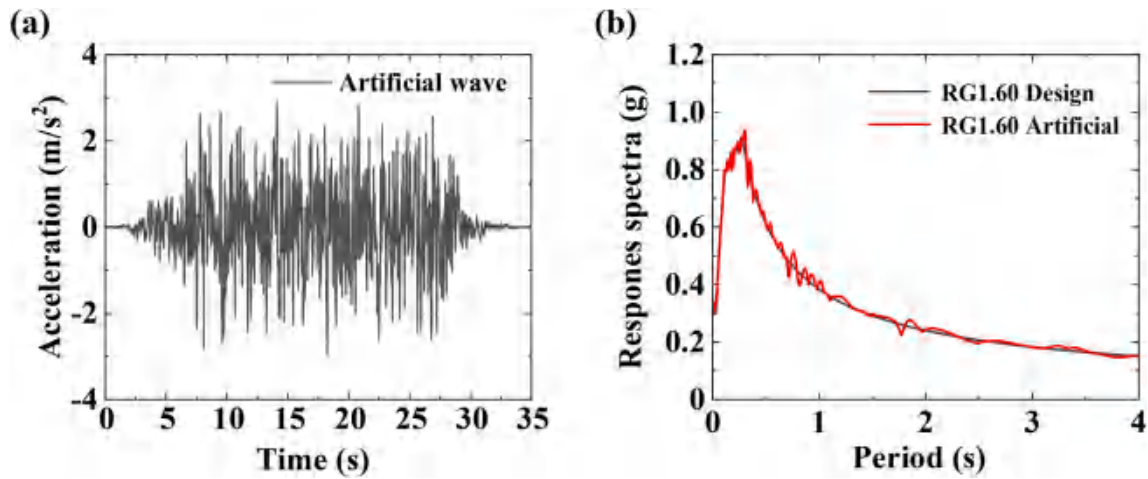 (a)
4
2
0
-2
-4
Acceleration (m/s²)
Artificial wave
0 5 10 15 20 25 30 35
Time (s)
(b)
1.2
1.0
0.8
0.6
0.4
0.2
0
Respones spectra (g)
RG1.60 Design
RG1.60 Artificial
0 1 2 3 4
Period (s)